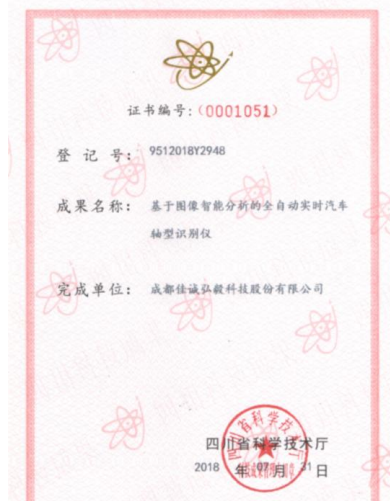 证书编号:(0001051)
登 记 号: 9512018Y2948
成果名称: 基于图像智能分析的全自动实时汽车
轴型识别仪
完成单位: 成都佳诚弘毅科技股份有限公司
四川省科学技术厅
2018 年 07 月 31 日